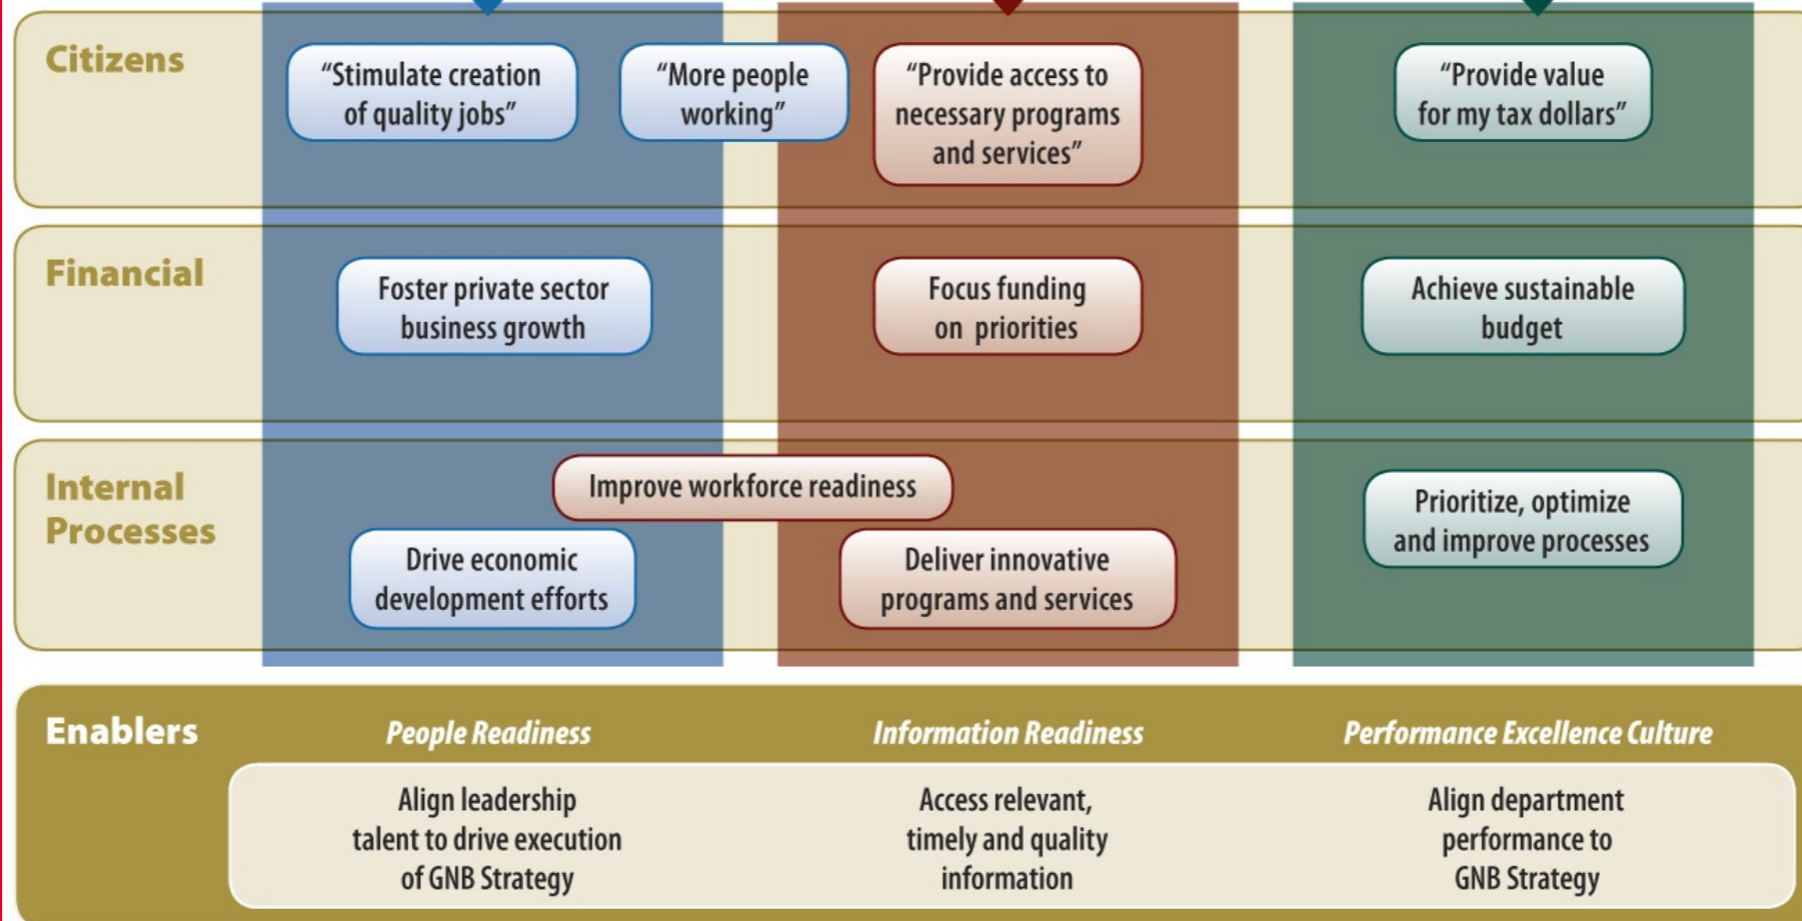 Citizens
“Stimulate creation
of quality jobs”
“More people
working”
“Provide access to
necessary programs
and services”
“Provide value
for my tax dollars”
Financial
Foster private sector
business growth
Focus funding
on priorities
Achieve sustainable
budget
Internal
Processes
Improve workforce readiness
Drive economic
development efforts
Deliver innovative
programs and services
Prioritize, optimize
and improve processes
Enablers
People Readiness
Align leadership
talent to drive execution
of GNB Strategy
Information Readiness
Access relevant,
timely and quality
information
Performance Excellence Culture
Align department
performance to
GNB Strategy